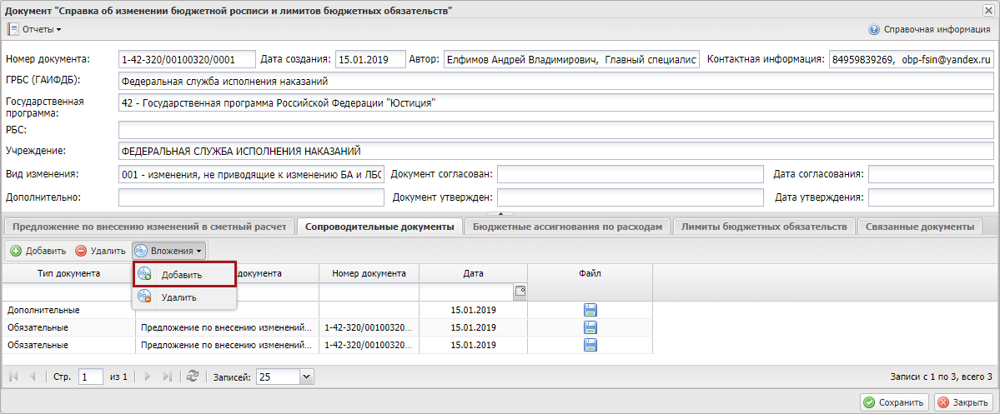 Документ "Справка об изменении бюджетной росписи и лимитов бюджетных обязательств"
Отчеты
Справочная информация
Номер документа: 1-42-320/00100320/0001 Дата создания: 15.01.2019 Автор: Елфимов Андрей Владимирович, Главный специалис Контактная информация: 84959839269, obp-fsin@yandex.ru
ГРБС (ГАИФДБ): Федеральная служба исполнения наказаний
Государственная программа: 42 - Государственная программа Российской Федерации "Юстиция"
РБС:
Учреждение: ФЕДЕРАЛЬНАЯ СЛУЖБА ИСПОЛНЕНИЯ НАКАЗАНИЙ
Вид изменения: 001 - изменения, не приводящие к изменению БА и ЛБО Документ согласован: Дата согласования:
Дополнительно: Документ утвержден: Дата утверждения:
Предложение по внесению изменений в сметный расчет Сопроводительные документы Бюджетные ассигнования по расходам Лимиты бюджетных обязательств Связанные документы
Добавить Удалить Вложения
Тип документа документа Номер документа Дата Файл
Добавить
Удалить
Дополнительные 15.01.2019
Обязательные Предложение по внесению изменений... 1-42-320/00100320... 15.01.2019
Обязательные Предложение по внесению изменений... 1-42-320/00100320... 15.01.2019
Стр. 1 из 1 Записей: 25 Записи с 1 по 3, всего 3
Сохранить Закрыть